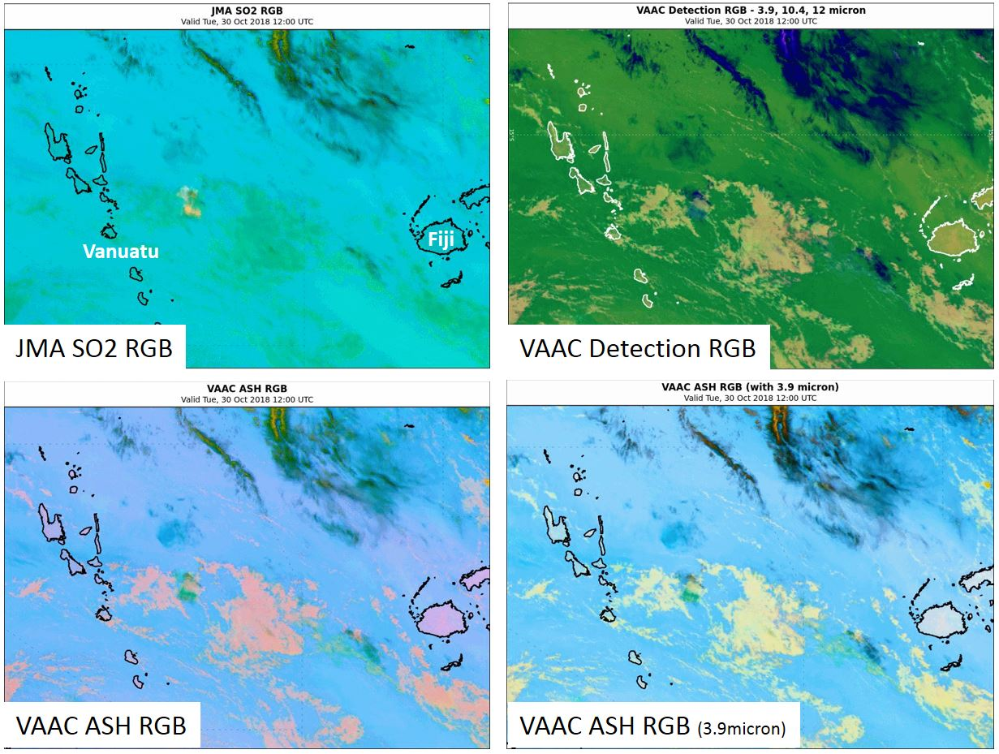 JMA SO2 RGB
Valid Tue, 30 Oct 2018 12:00 UTC
Vanuatu
Fiji
JMA SO2 RGB
VAAC Detection RGB - 3.9, 10.4, 12 micron
Valid Tue, 30 Oct 2018 12:00 UTC
15°S
15°S
VAAC Detection RGB
VAAC ASH RGB
Valid Tue, 30 Oct 2018 12:00 UTC
VAAC ASH RGB
VAAC ASH RGB (with 3.9 micron)
Valid Tue, 30 Oct 2018 12:00 UTC
VAAC ASH RGB (3.9micron)